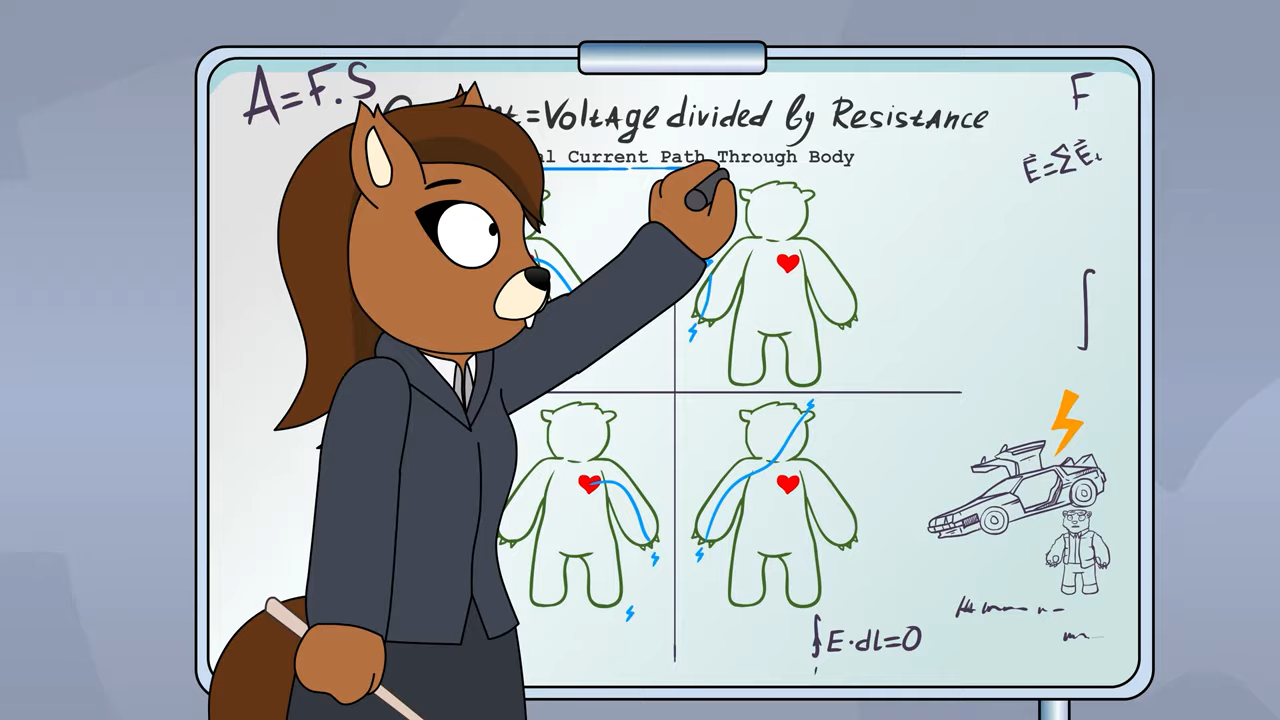 A=F.S
=Voltage divided by Resistance
Current Path Through Body
F
E⃗=∑E⃗ᵢ
∫
∫E·dl=0